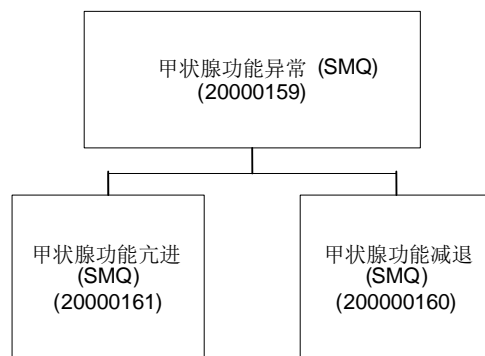 甲状腺功能异常 (SMQ)
(20000159)
甲状腺功能亢进
(SMQ)
(20000161)
甲状腺功能减退
(SMQ)
(200000160)